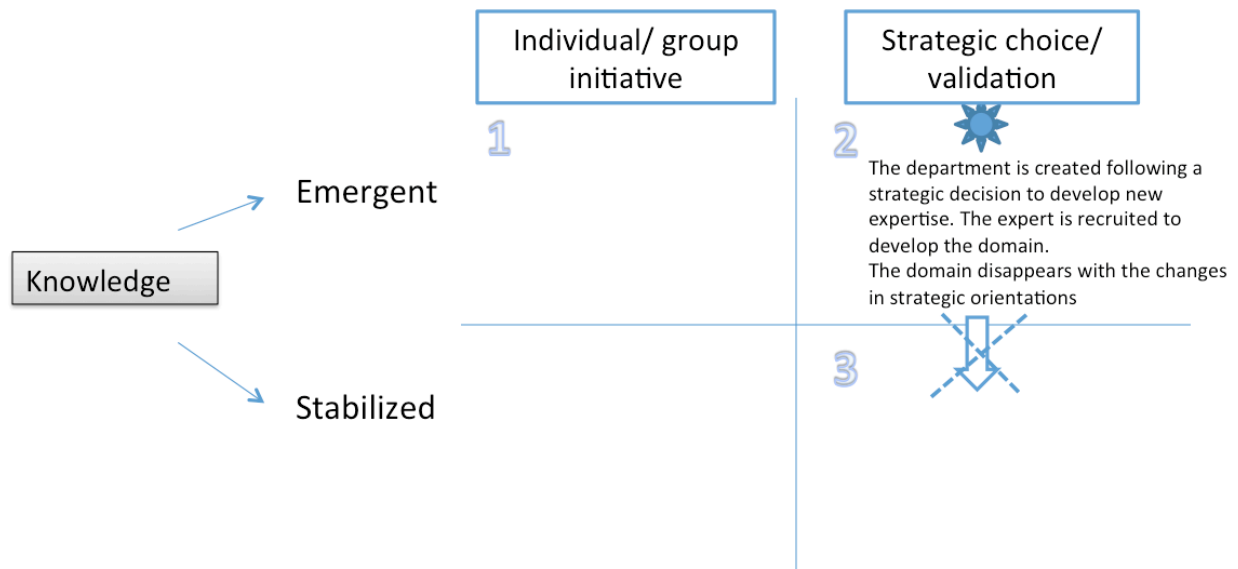 Individual/ group
initiative
Strategic choice/
validation
1
2
Emergent
The department is created following a
strategic decision to develop new
expertise. The expert is recruited to
develop the domain.
The domain disappears with the changes
in strategic orientations
Knowledge
3
Stabilized